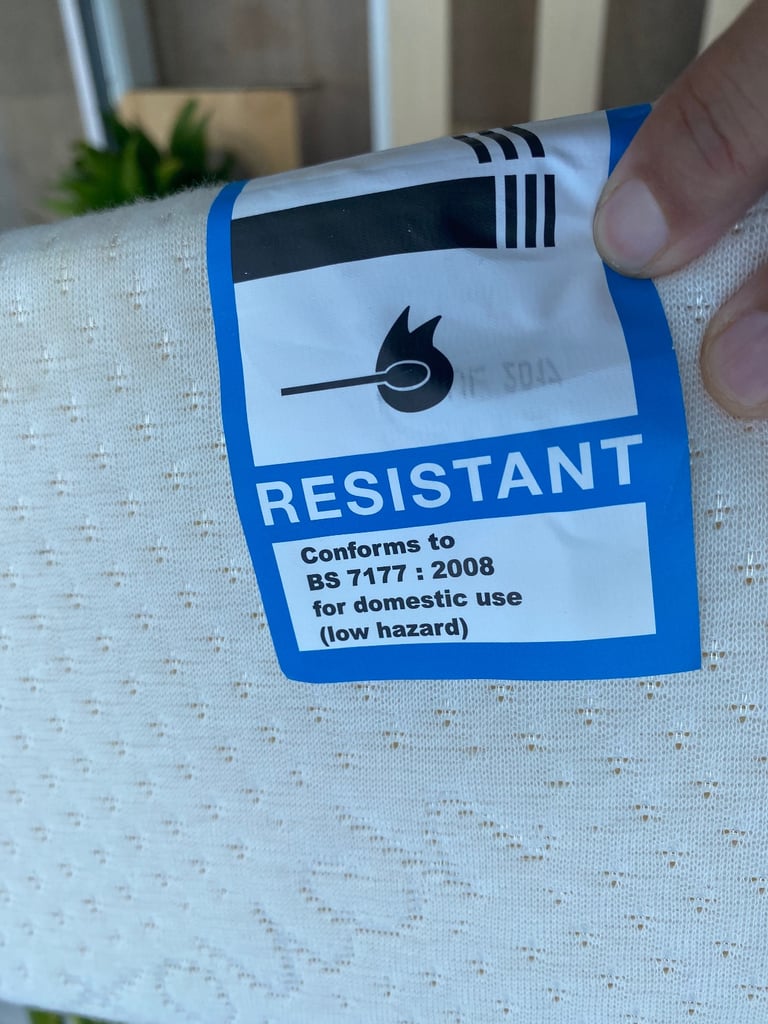 RESISTANT
Conforms to
BS 7177 : 2008
for domestic use
(low hazard)